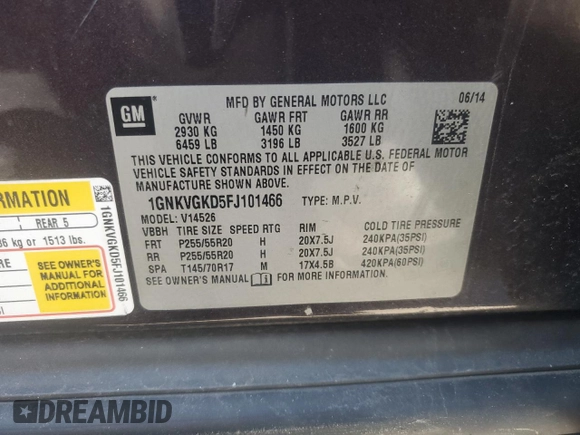 GM
MFD BY GENERAL MOTORS LLC 06/14
GVWR GAWR FRT GAWR RR
2930 KG 1450 KG 1600 KG
6459 LB 3196 LB 3527 LB
THIS VEHICLE CONFORMS TO ALL APPLICABLE U.S. FEDERAL MOTOR
VEHICLE SAFETY STANDARDS IN EFFECT ON THE DATE OF
MANUFACTURE SHOWN ABOVE.
1GNKVGKD5FJ101466 TYPE: M.P.V.
MODEL: V14526
VBBH TIRE SIZE SPEED RTG RIM COLD TIRE PRESSURE
FRT P255/55R20 H 20X7.5J 240KPA(35PSI)
RR P255/55R20 H 20X7.5J 240KPA(35PSI)
SPA T145/70R17 M 17X4.5B 420KPA(60PSI)
SEE OWNER'S MANUAL FOR MORE INFORMATION.
REAR 5
kg or 1513 lbs.
SEE OWNER'S
MANUAL FOR
ADDITIONAL
INFORMATION
1GNKVGKD5FJ101466
DREAMBID